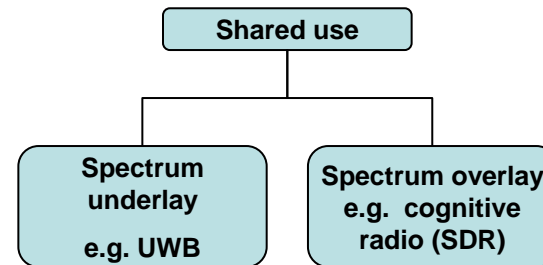 Shared use
Spectrum
underlay
e.g. UWB
Spectrum overlay
e.g. cognitive
radio (SDR)